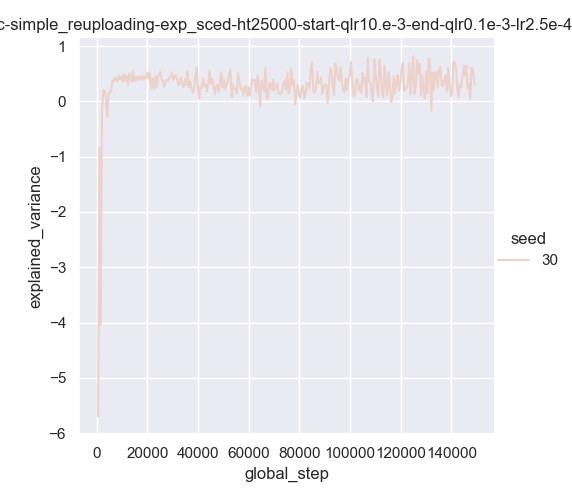 c-simple_reuploading-exp_sced-ht25000-start-qlr10.e-3-end-qlr0.1e-3-lr2.5e-4
1
0
−1
−2
−3
−4
−5
−6
explained_variance
0 20000 40000 60000 80000 100000 120000 140000
global_step
seed
30